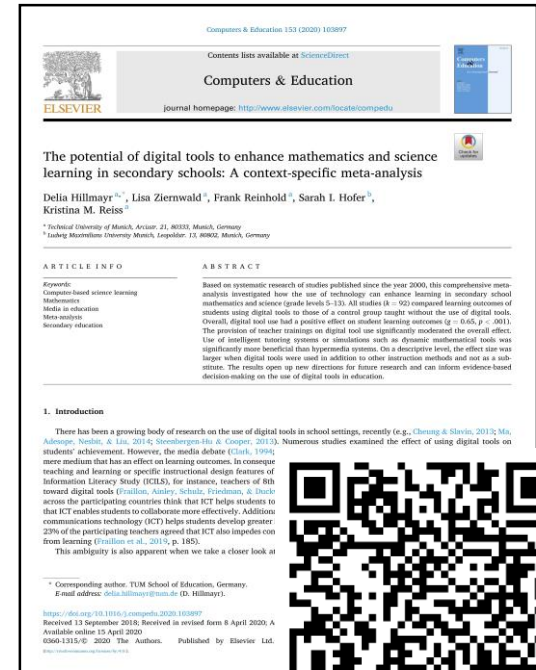 Computers & Education 153 (2020) 103897
Contents lists available at ScienceDirect
Computers & Education
journal homepage: http://www.elsevier.com/locate/compedu
ELSEVIER
Computers
Education
Check for
updates
The potential of digital tools to enhance mathematics and science
learning in secondary schools: A context-specific meta-analysis
Delia Hillmayr a,*, Lisa Ziernwald a, Frank Reinhold a, Sarah I. Hofer b,
Kristina M. Reiss a
a Technical University of Munich, Arcisstr. 21, 80333, Munich, Germany
b Ludwig Maximilians University Munich, Leopoldstr. 13, 80802, Munich, Germany
ARTICLE INFO
Keywords:
Computer-based science learning
Mathematics
Media in education
Meta-analysis
Secondary education
ABSTRACT
Based on systematic research of studies published since the year 2000, this comprehensive meta-
analysis investigated how the use of technology can enhance learning in secondary school
mathematics and science (grade levels 5–13). All studies (k = 92) compared learning outcomes of
students using digital tools to those of a control group taught without the use of digital tools.
Overall, digital tool use had a positive effect on student learning outcomes (g = 0.65, p < .001).
The provision of teacher trainings on digital tool use significantly moderated the overall effect.
Use of intelligent tutoring systems or simulations such as dynamic mathematical tools was
significantly more beneficial than hypermedia systems. On a descriptive level, the effect size was
larger when digital tools were used in addition to other instruction methods and not as a sub-
stitute. The results open up new directions for future research and can inform evidence-based
decision-making on the use of digital tools in education.
1. Introduction
There has been a growing body of research on the use of digital tools in school settings, recently (e.g., Cheung & Slavin, 2013; Ma,
Adesope, Nesbit, & Liu, 2014; Steenbergen-Hu & Cooper, 2013). Numerous studies examined the effect of using digital tools on
students' achievement. However, the media debate (Clark, 1994;
mere medium that has an effect on learning outcomes. In conseque
teaching and learning or specific instructional design features of
Information Literacy Study (ICILS), for instance, teachers of 8th
toward digital tools (Fraillon, Ainley, Schulz, Friedman, & Duck
across the participating countries think that ICT helps students to
that ICT enables students to collaborate more effectively. Additiona
communications technology (ICT) helps students develop greater
23% of the participating teachers agreed that ICT also impedes con
from learning (Fraillon et al., 2019, p. 185).
This ambiguity is also apparent when we take a closer look at
* Corresponding author. TUM School of Education, Germany.
E-mail address: delia.hillmayr@tum.de (D. Hillmayr).
https://doi.org/10.1016/j.compedu.2020.103897
Received 13 September 2018; Received in revised form 8 April 2020; A
Available online 15 April 2020
0360-1315/© 2020 The Authors. Published by Elsevier Ltd.